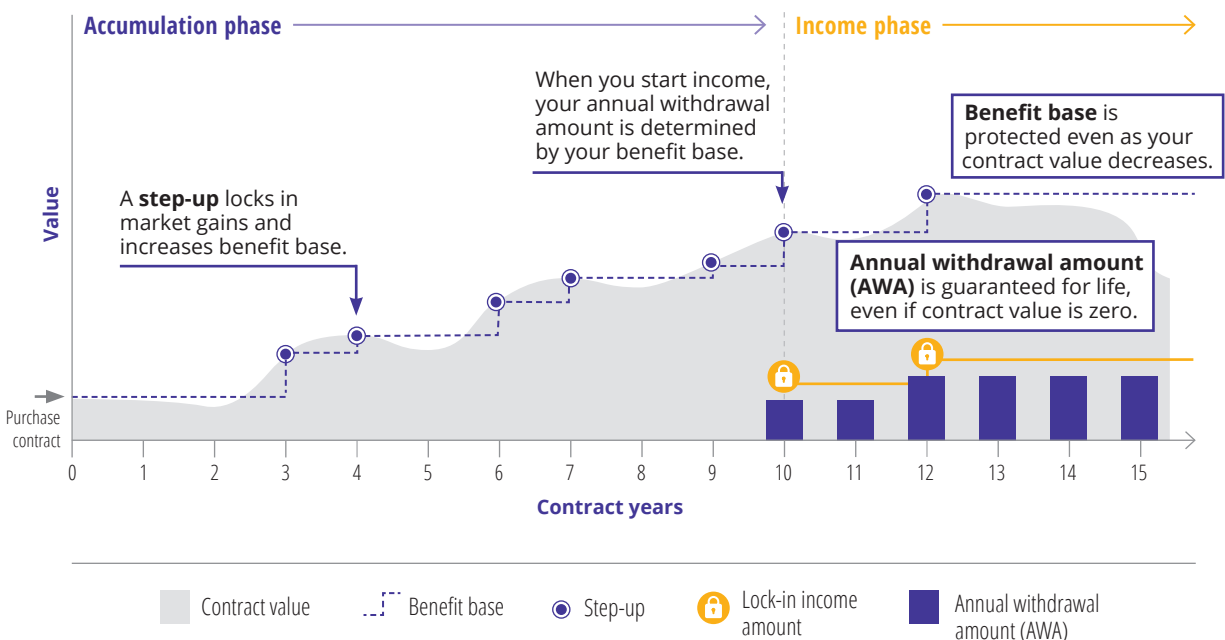 Accumulation phase
Income phase
When you start income,
your annual withdrawal
amount is determined
by your benefit base.
Benefit base is
protected even as your
contract value decreases.
A step-up locks in
market gains and
increases benefit base.
Value
Annual withdrawal amount
(AWA) is guaranteed for life,
even if contract value is zero.
Purchase
contract
0 1 2 3 4 5 6 7 8 9 10 11 12 13 14 15
Contract years
Contract value
Benefit base
Step-up
Lock-in income
amount
Annual withdrawal
amount (AWA)